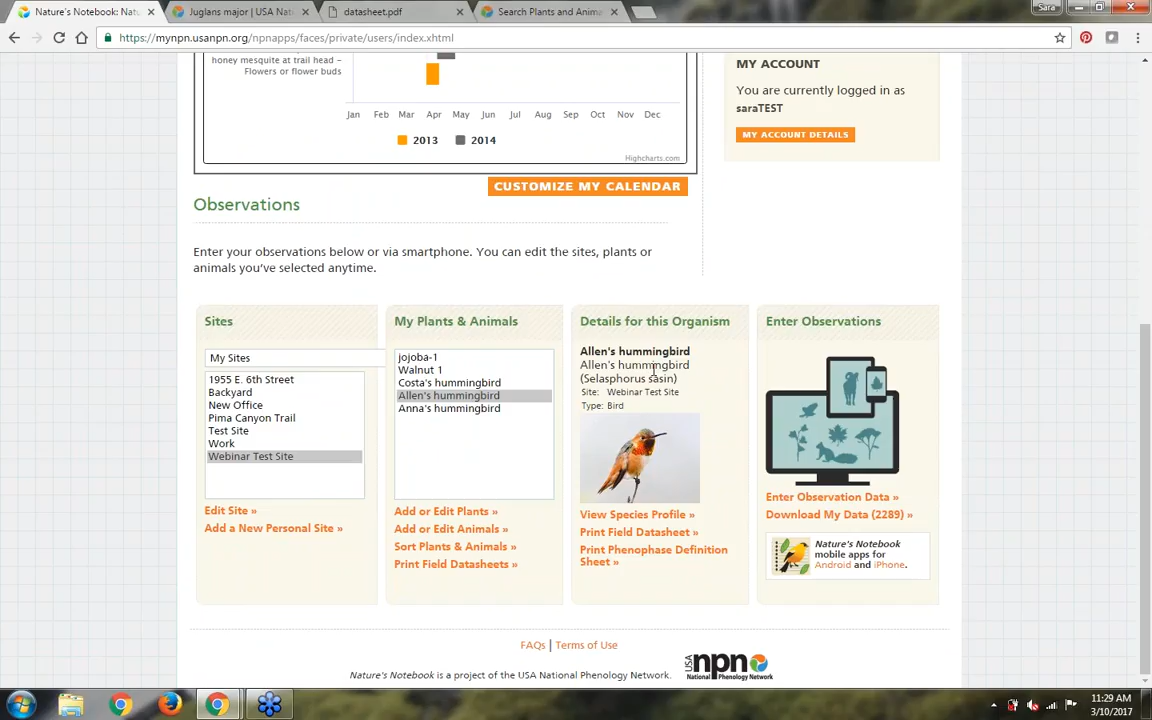 Nature's Notebook: Natu
Juglans major | USA Nat
datasheet.pdf
Search Plants and Anima
Sara
https://mynpn.usanpn.org/npnapps/faces/private/users/index.xhtml
honey mesquite at trail head –
Flowers or flower buds
Jan Feb Mar Apr May Jun Jul Aug Sep Oct Nov Dec
2013 2014
Highcharts.com
CUSTOMIZE MY CALENDAR
MY ACCOUNT
You are currently logged in as
saraTEST
MY ACCOUNT DETAILS
Observations
Enter your observations below or via smartphone. You can edit the sites, plants or
animals you've selected anytime.
Sites
My Sites
1955 E. 6th Street
Backyard
New Office
Pima Canyon Trail
Test Site
Work
Webinar Test Site
Edit Site »
Add a New Personal Site »
My Plants & Animals
jojoba-1
Walnut 1
Costa's hummingbird
Allen's hummingbird
Anna's hummingbird
Add or Edit Plants »
Add or Edit Animals »
Sort Plants & Animals »
Print Field Datasheets »
Details for this Organism
Allen's hummingbird
Allen's hummingbird
(Selasphorus sasin)
Site: Webinar Test Site
Type: Bird
View Species Profile »
Print Field Datasheet »
Print Phenophase Definition
Sheet »
Enter Observations
Enter Observation Data »
Download My Data (2289) »
Nature's Notebook
mobile apps for
Android and iPhone.
FAQs | Terms of Use
Nature's Notebook is a project of the USA National Phenology Network.
USA npn
National Phenology Network
11:29 AM
3/10/2017